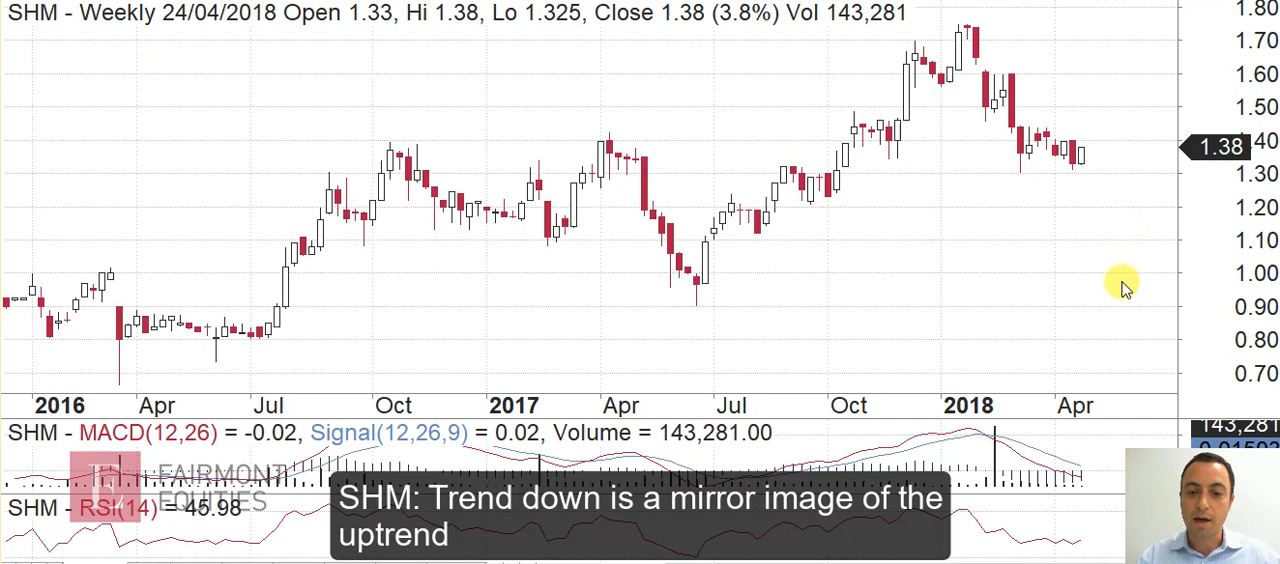 SHM - Weekly 24/04/2018 Open 1.33, Hi 1.38, Lo 1.325, Close 1.38 (3.8%) Vol 143,281
1.80
1.70
1.60
1.50
1.40
1.38
1.30
1.20
1.10
1.00
0.90
0.80
0.70
2016 Apr Jul Oct 2017 Apr Jul Oct 2018 Apr
SHM - MACD(12,26) = -0.02, Signal(12,26,9) = 0.02, Volume = 143,281.00
143,281
FAIRMONT
EQUITIES
SHM - RSI(14) = 45.98
SHM: Trend down is a mirror image of the
uptrend